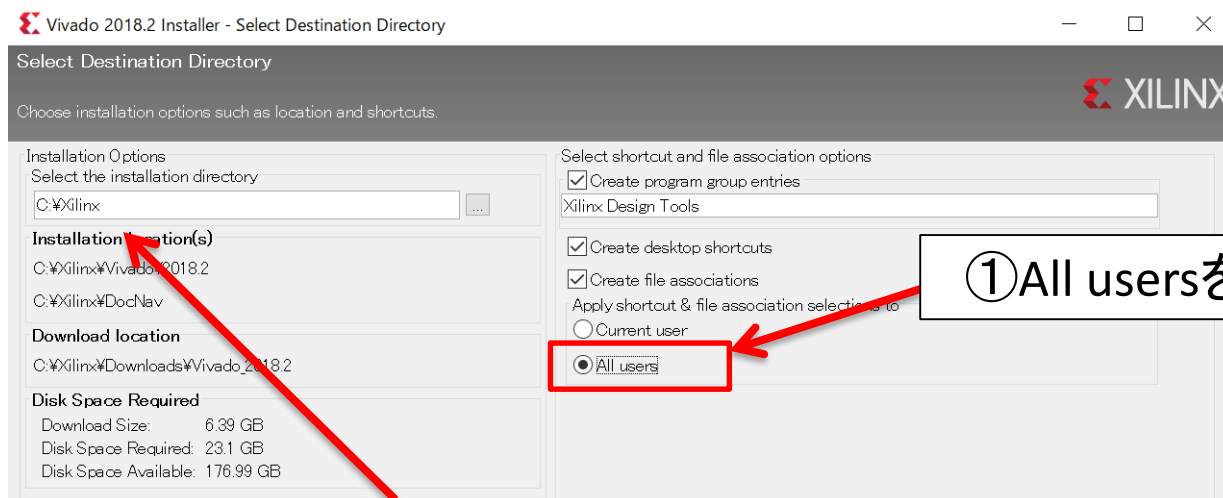 Vivado 2018.2 Installer - Select Destination Directory
Select Destination Directory
Choose installation options such as location and shortcuts.
XILINX
Installation Options
Select the installation directory
C:¥Xilinx
...
Installation location(s)
C:¥Xilinx¥Vivado¥2018.2
C:¥Xilinx¥DocNav
Download location
C:¥Xilinx¥Downloads¥Vivado_2018.2
Disk Space Required
Download Size: 6.39 GB
Disk Space Required: 23.1 GB
Disk Space Available: 176.99 GB
Select shortcut and file association options
Create program group entries
Xilinx Design Tools
Create desktop shortcuts
Create file associations
Apply shortcut & file association selections to
Current user
All users
①All usersを